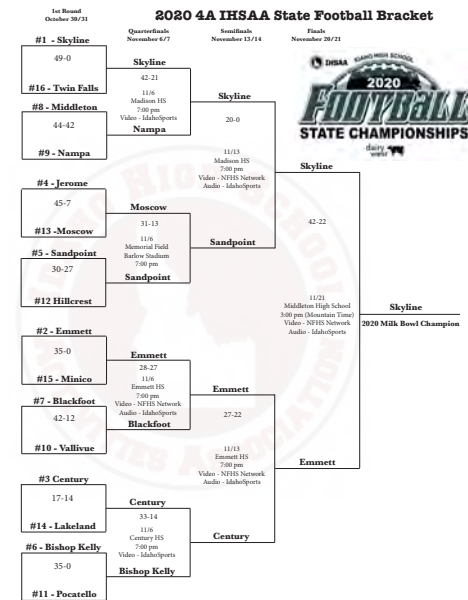 1st Round
October 30/31
2020 4A IHSAA State Football Bracket
Quarterfinals
November 6/7
Semifinals
November 13/14
Finals
November 20/21
#1 - Skyline
49-0
#16 - Twin Falls
#8 - Middleton
44-42
#9 - Nampa
#4 - Jerome
45-7
#13 -Moscow
#5 - Sandpoint
30-27
#12 Hillcrest
#2 - Emmett
35-0
#15 - Minico
#7 - Blackfoot
42-12
#10 - Vallivue
#3 Century
17-14
#14 - Lakeland
#6 - Bishop Kelly
35-0
#11 - Pocatello
Skyline
42-21
11/6
Madison HS
7:00 pm
Video - IdahoSports
Nampa
Moscow
31-13
11/6
Memorial Field
Barlow Stadium
7:00 pm
Sandpoint
Emmett
28-27
11/6
Emmett HS
7:00 pm
Video - NFHS Network
Audio - IdahoSports
Blackfoot
Century
33-14
11/6
Century HS
7:00 pm
Video - IdahoSports
Bishop Kelly
Skyline
20-0
11/13
Madison HS
7:00 pm
Video - NFHS Network
Audio - IdahoSports
Sandpoint
Emmett
27-22
11/13
Emmett HS
7:00 pm
Video - NFHS Network
Audio - IdahoSports
Century
IHSAA
IDAHO HIGH SCHOOL
2020
FOOTBALL
STATE CHAMPIONSHIPS
dairy
west
Skyline
42-22
11/21
Middleton High School
3:00 pm (Mountain Time)
Video - NFHS Network
Audio - IdahoSports
Emmett
Skyline
2020 Milk Bowl Champion
IDAHO HIGH SCHOOL
ACTIVITIES ASSOCIATION